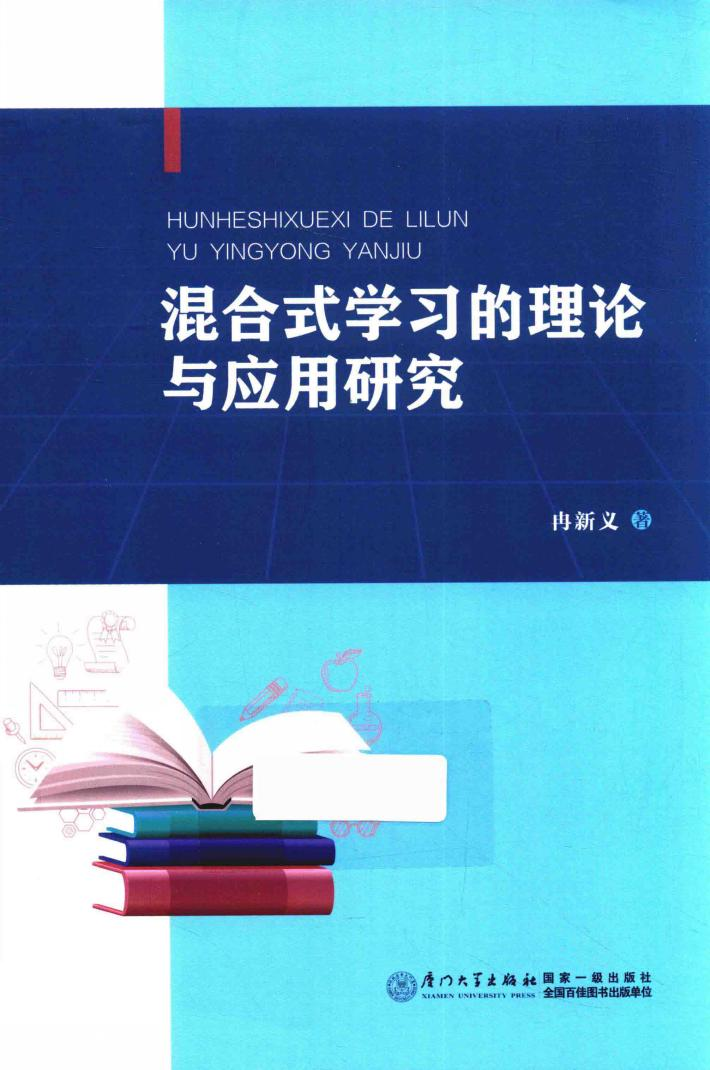 HUNHESHIXUEXI DE LILUN
YU YINGYONG YANJIU
混合式学习的理论
与应用研究
冉新义 著
厦门大学出版社 国家一级出版社
XIAMEN UNIVERSITY PRESS 全国百佳图书出版单位